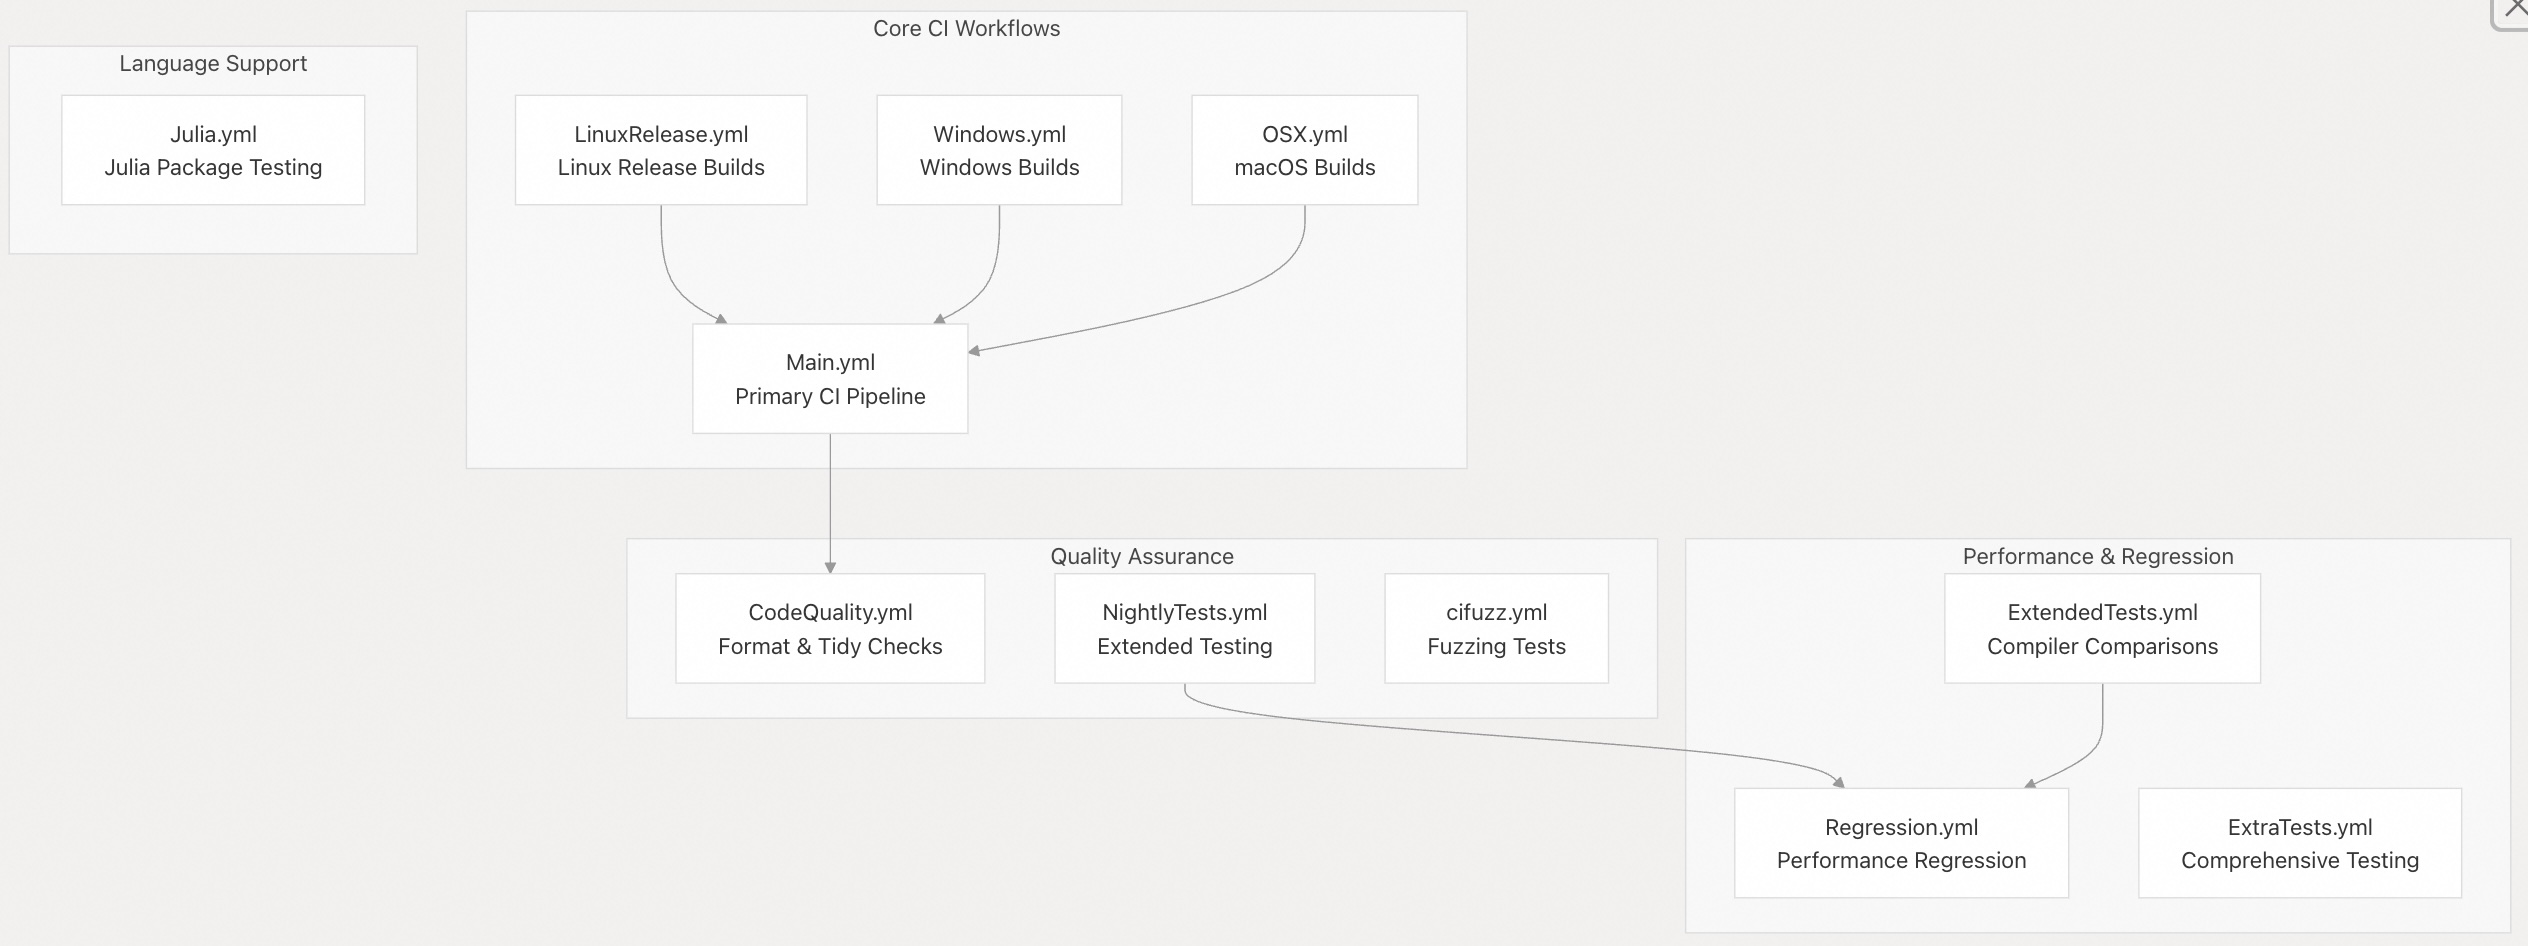 Core CI Workflows
Language Support
Julia.yml
Julia Package Testing
LinuxRelease.yml
Linux Release Builds
Windows.yml
Windows Builds
OSX.yml
macOS Builds
Main.yml
Primary CI Pipeline
Quality Assurance
CodeQuality.yml
Format & Tidy Checks
NightlyTests.yml
Extended Testing
cifuzz.yml
Fuzzing Tests
Performance & Regression
ExtendedTests.yml
Compiler Comparisons
Regression.yml
Performance Regression
ExtraTests.yml
Comprehensive Testing